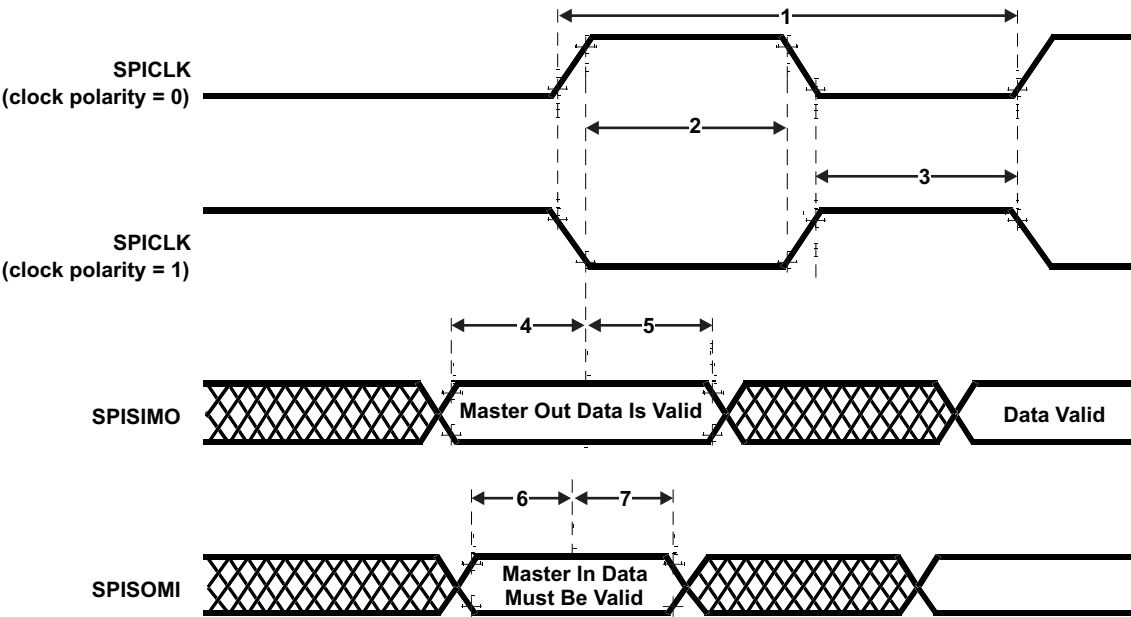 1
SPICLK
(clock polarity = 0)
2
3
SPICLK
(clock polarity = 1)
4
5
SPISIMO
Master Out Data Is Valid
Data Valid
6
7
SPISOMI
Master In Data
Must Be Valid